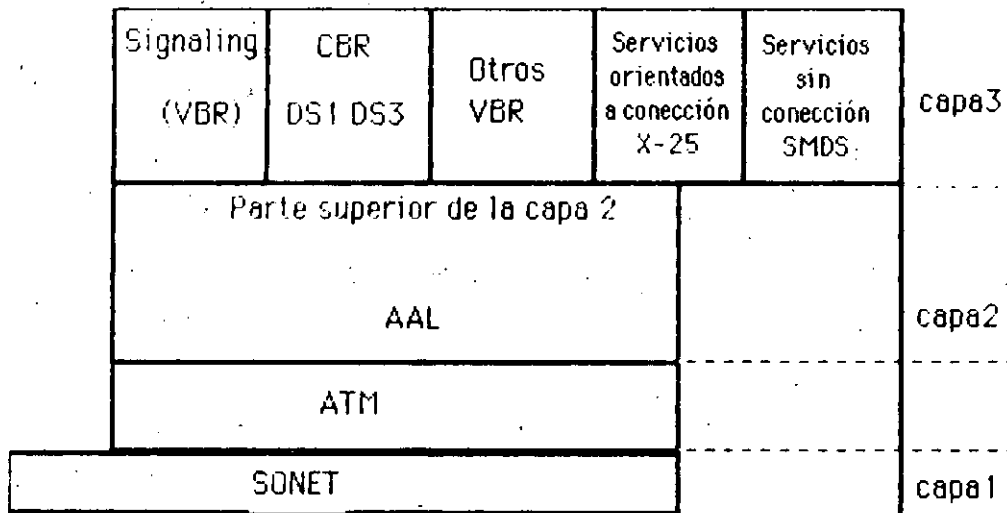 Signaling
(VBR)
CBR
DS1 DS3
Otros
VBR
Servicios
orientados
a conección
X-25
Servicios
sin
conección
SMDS
capa3
Parte superior de la capa 2
AAL
capa2
ATM
SONET
capa1